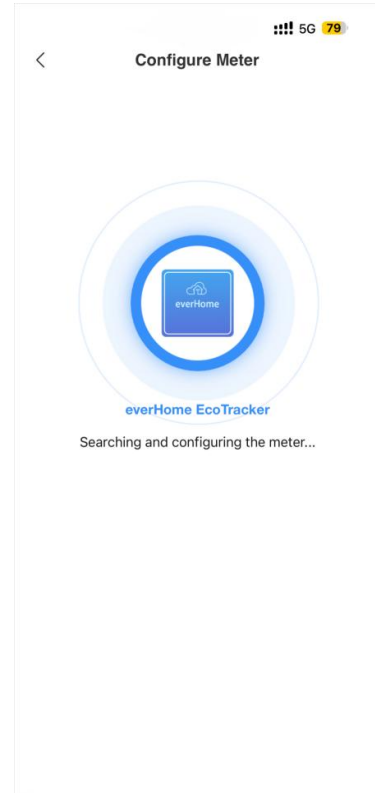 5G 79
Configure Meter
everHome
everHome EcoTracker
Searching and configuring the meter...